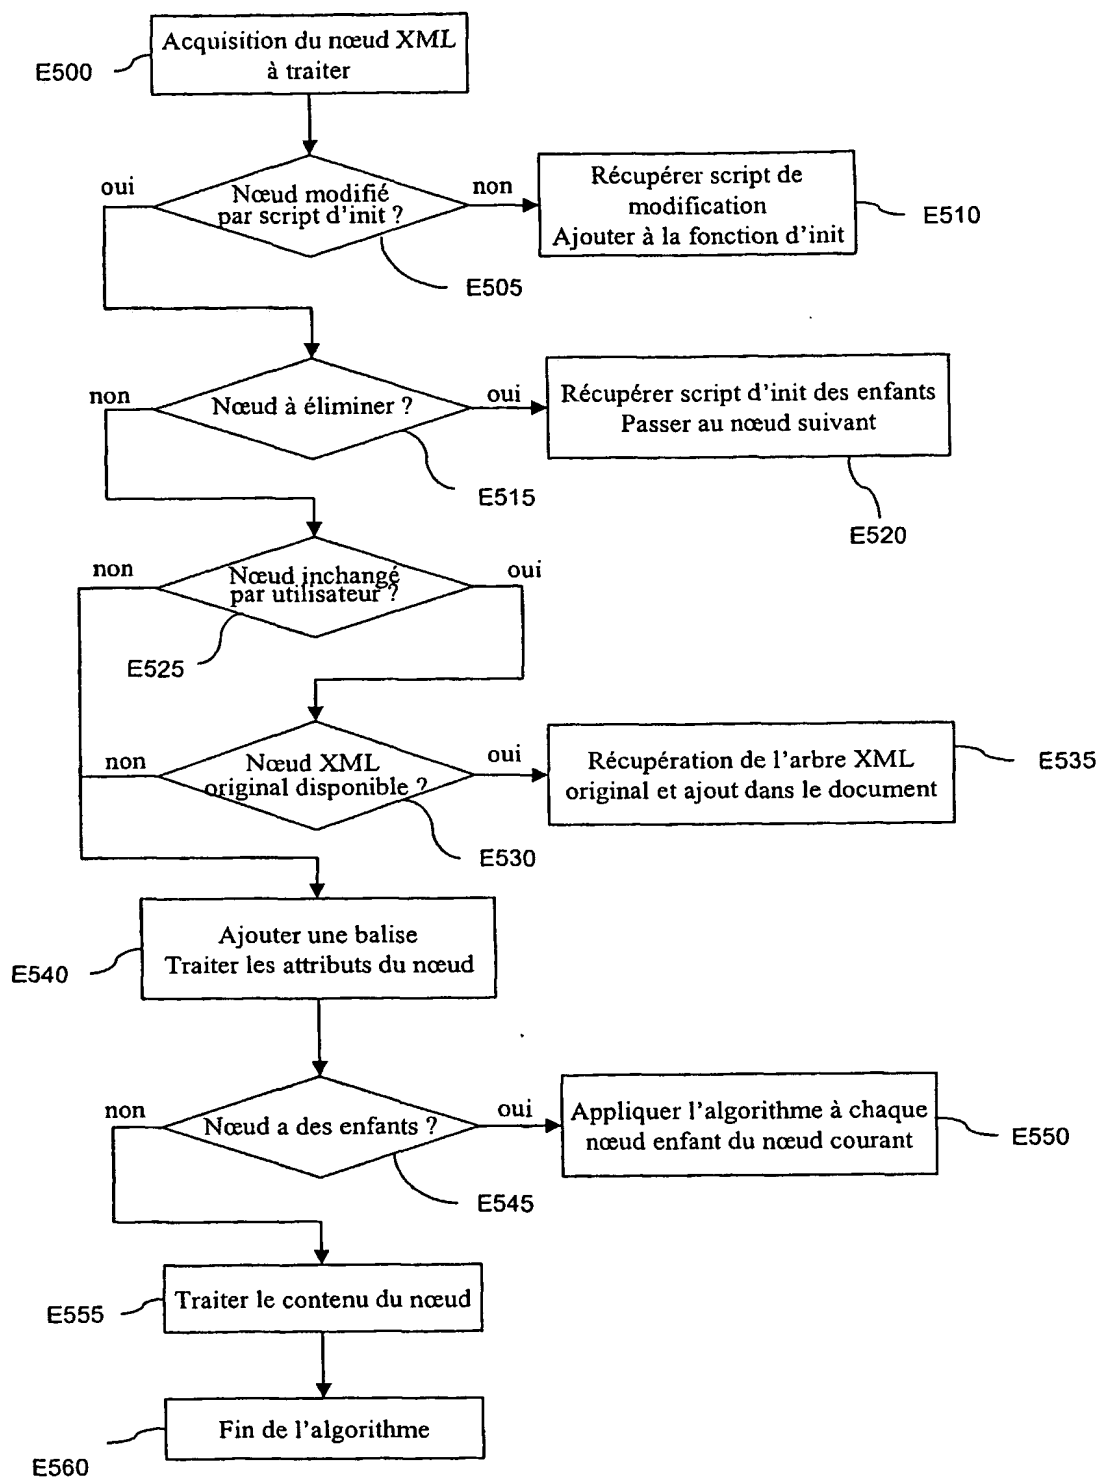 Acquisition du nœud XML
à traiter
E500
oui
Nœud modifié
par script d'init ?
non
Récupérer script de
modification
Ajouter à la fonction d'init
E510
E505
non
Nœud à éliminer ?
oui
Récupérer script d'init des enfants
Passer au nœud suivant
E515
E520
non
Nœud inchangé
par utilisateur ?
oui
E525
non
Nœud XML
original disponible ?
oui
Récupération de l'arbre XML
original et ajout dans le document
E535
E530
Ajouter une balise
Traiter les attributs du nœud
E540
non
Nœud a des enfants ?
oui
Appliquer l'algorithme à chaque
nœud enfant du nœud courant
E550
E545
Traiter le contenu du nœud
E555
Fin de l'algorithme
E560